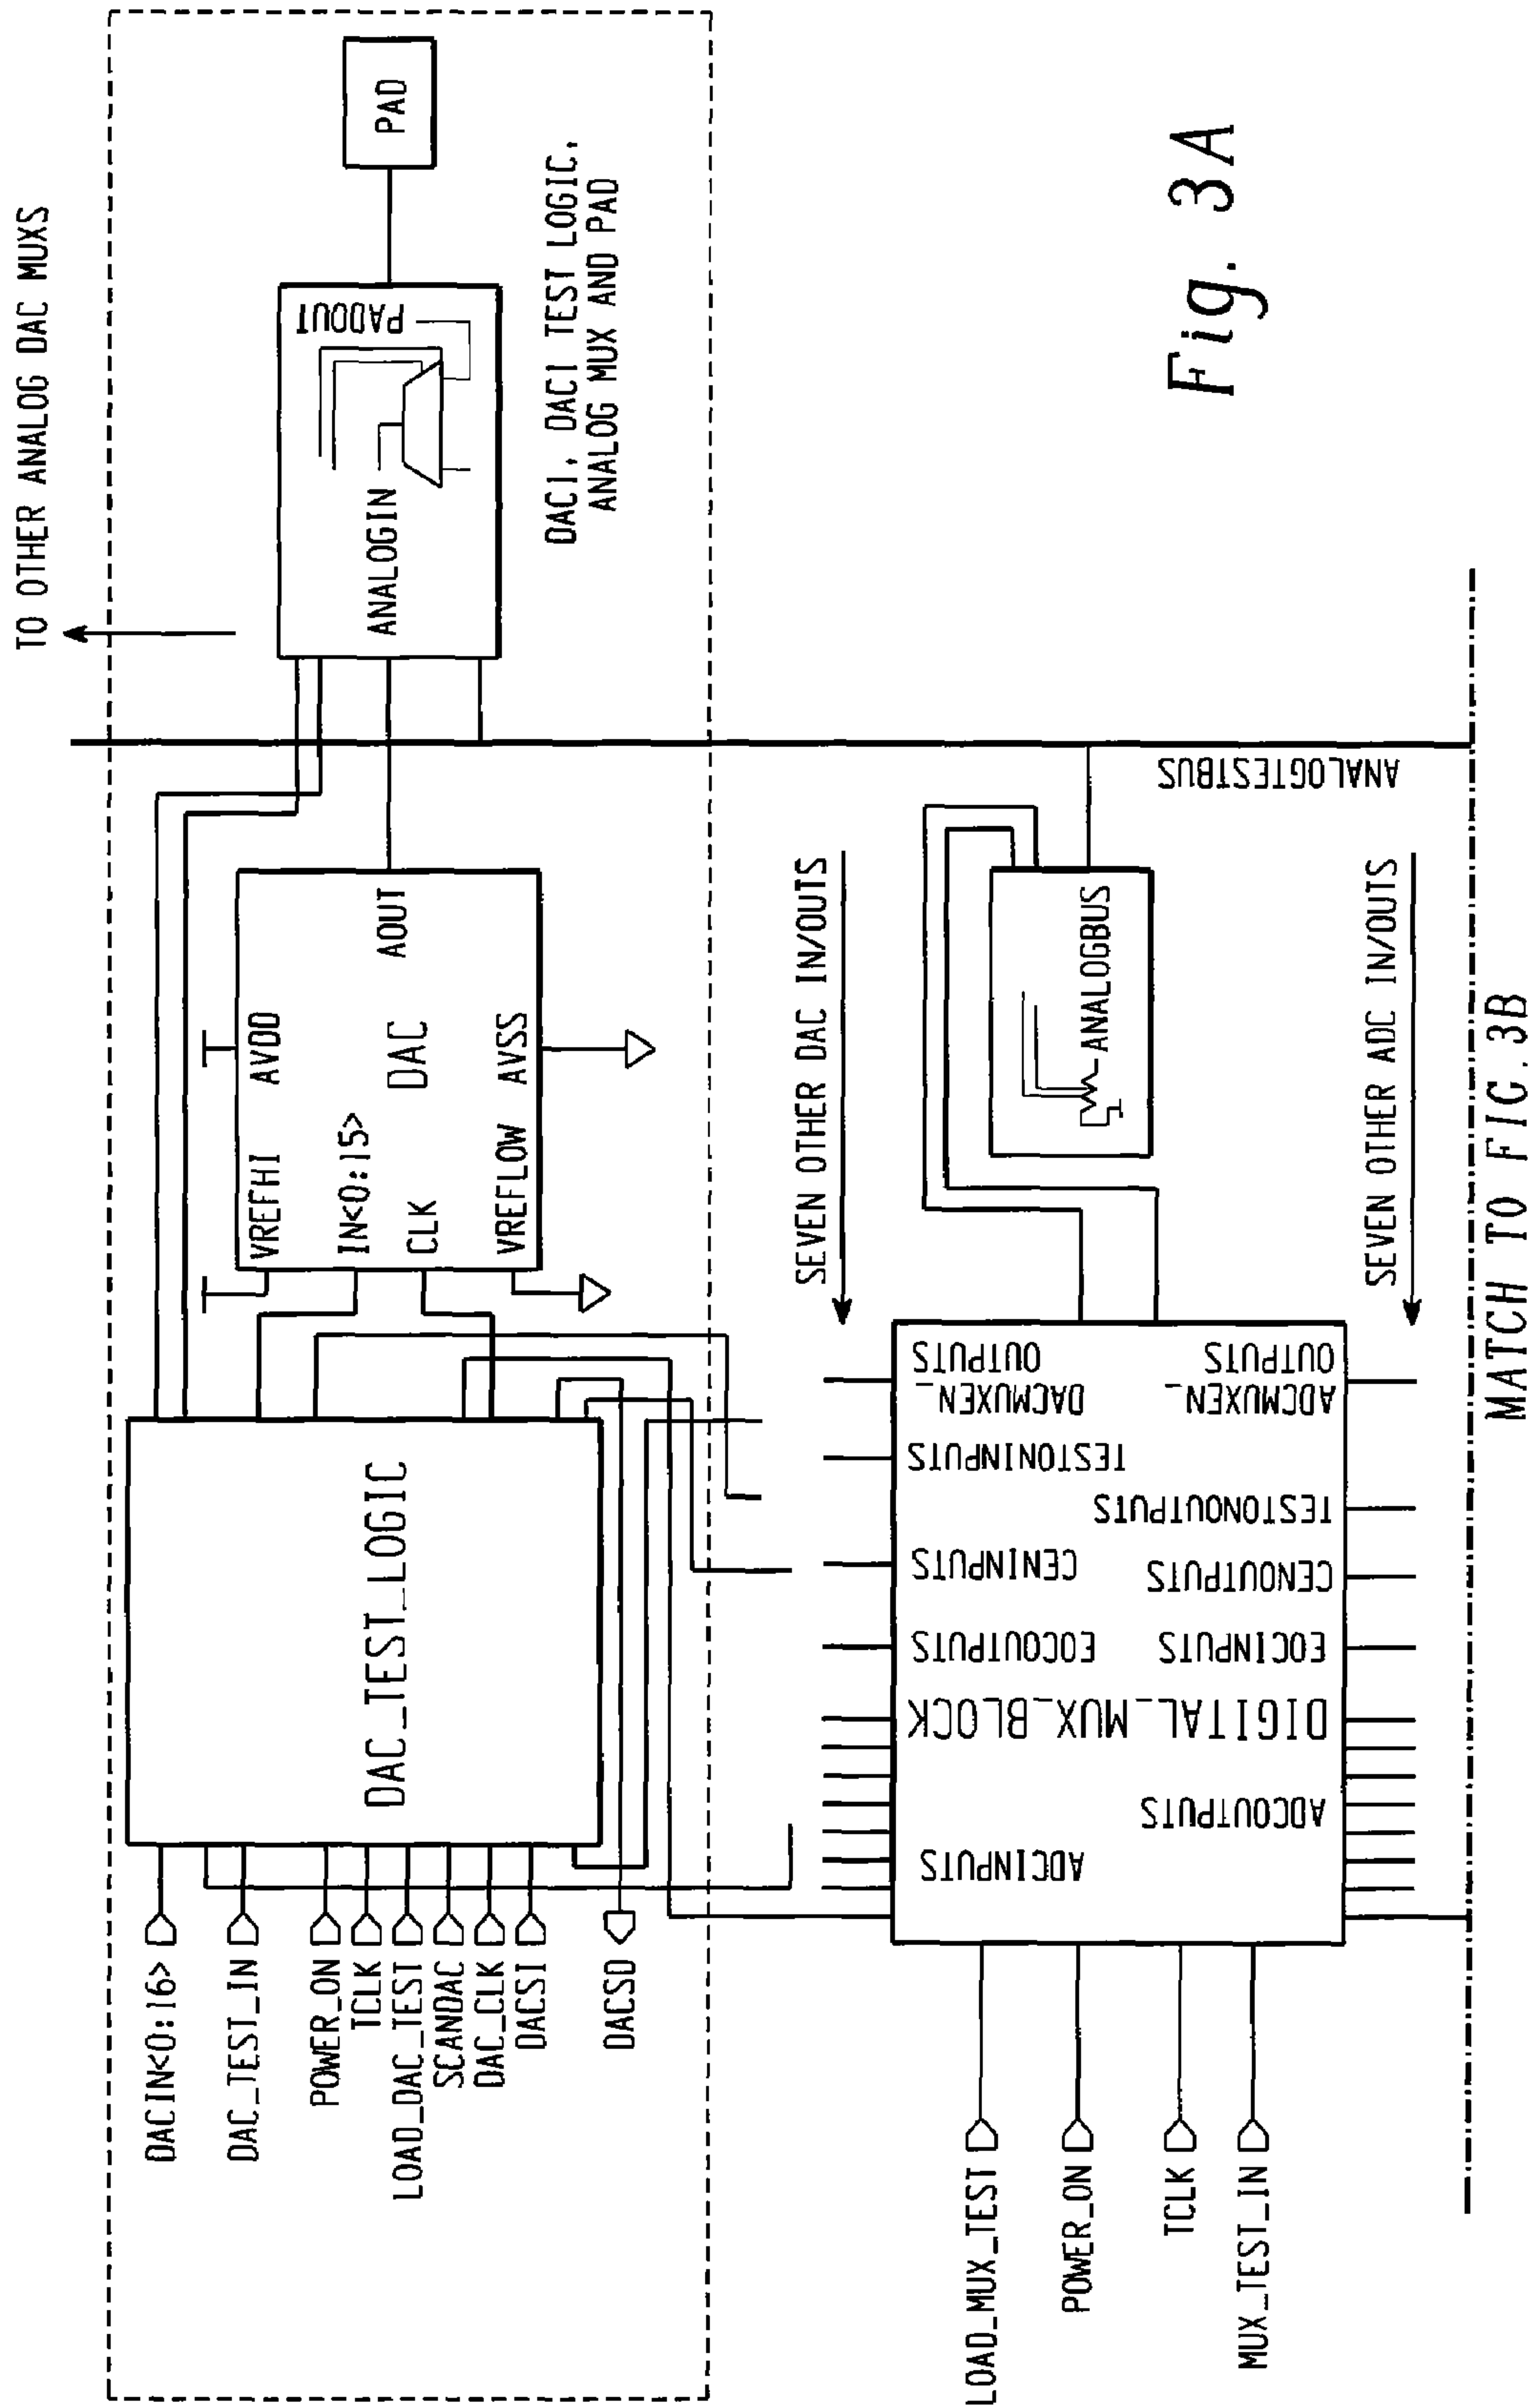 TO OTHER ANALOG DAC MUXS
DACIN<0:16>
DAC_TEST_IN
POWER_ON
TCLK
LOAD_DAC_TEST
SCANDAC
DAC_CLK
DACSI
DACSO
DAC_TEST_LOGIC
VREFHI
AVDD
IN<0:15>
AOUT
DAC
CLK
VREFLOW
AVSS
ANALOGIN
PADOUT
PAD
DAC1, DAC1 TEST LOGIC,
ANALOG MUX AND PAD
SEVEN OTHER DAC IN/OUTS
LOAD_MUX_TEST
POWER_ON
TCLK
MUX_TEST_IN
ADCINPUTS
ADCOUTPUTS
DIGITAL_MUX_BLOCK
EOCOUTPUTS
EOCINPUTS
CENINPUTS
CENOUTPUTS
TESTONINPUTS
TESTONOUTPUTS
DACMUXEN_
OUTPUTS
ADCMUXEN_
OUTPUTS
ANALOGBUS
ANALOGTESTBUS
SEVEN OTHER ADC IN/OUTS
MATCH TO FIG. 3B
Fig. 3A